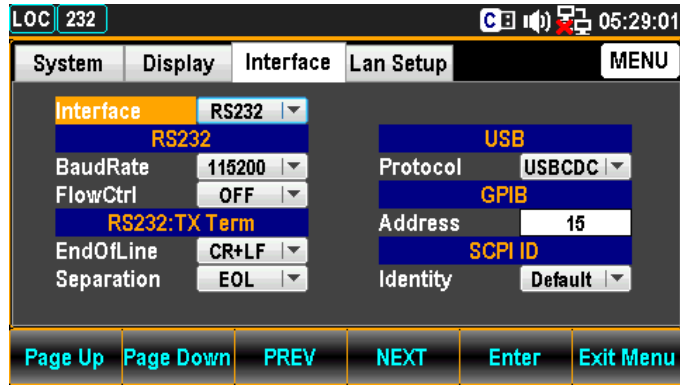 LOC 232 C 05:29:01
System Display Interface Lan Setup MENU
Interface RS232
RS232 USB
BaudRate 115200 Protocol USBCDC
FlowCtrl OFF GPIB
RS232:TX Term Address 15
EndOfLine CR+LF SCPI ID
Separation EOL Identity Default
Page Up Page Down PREV NEXT Enter Exit Menu